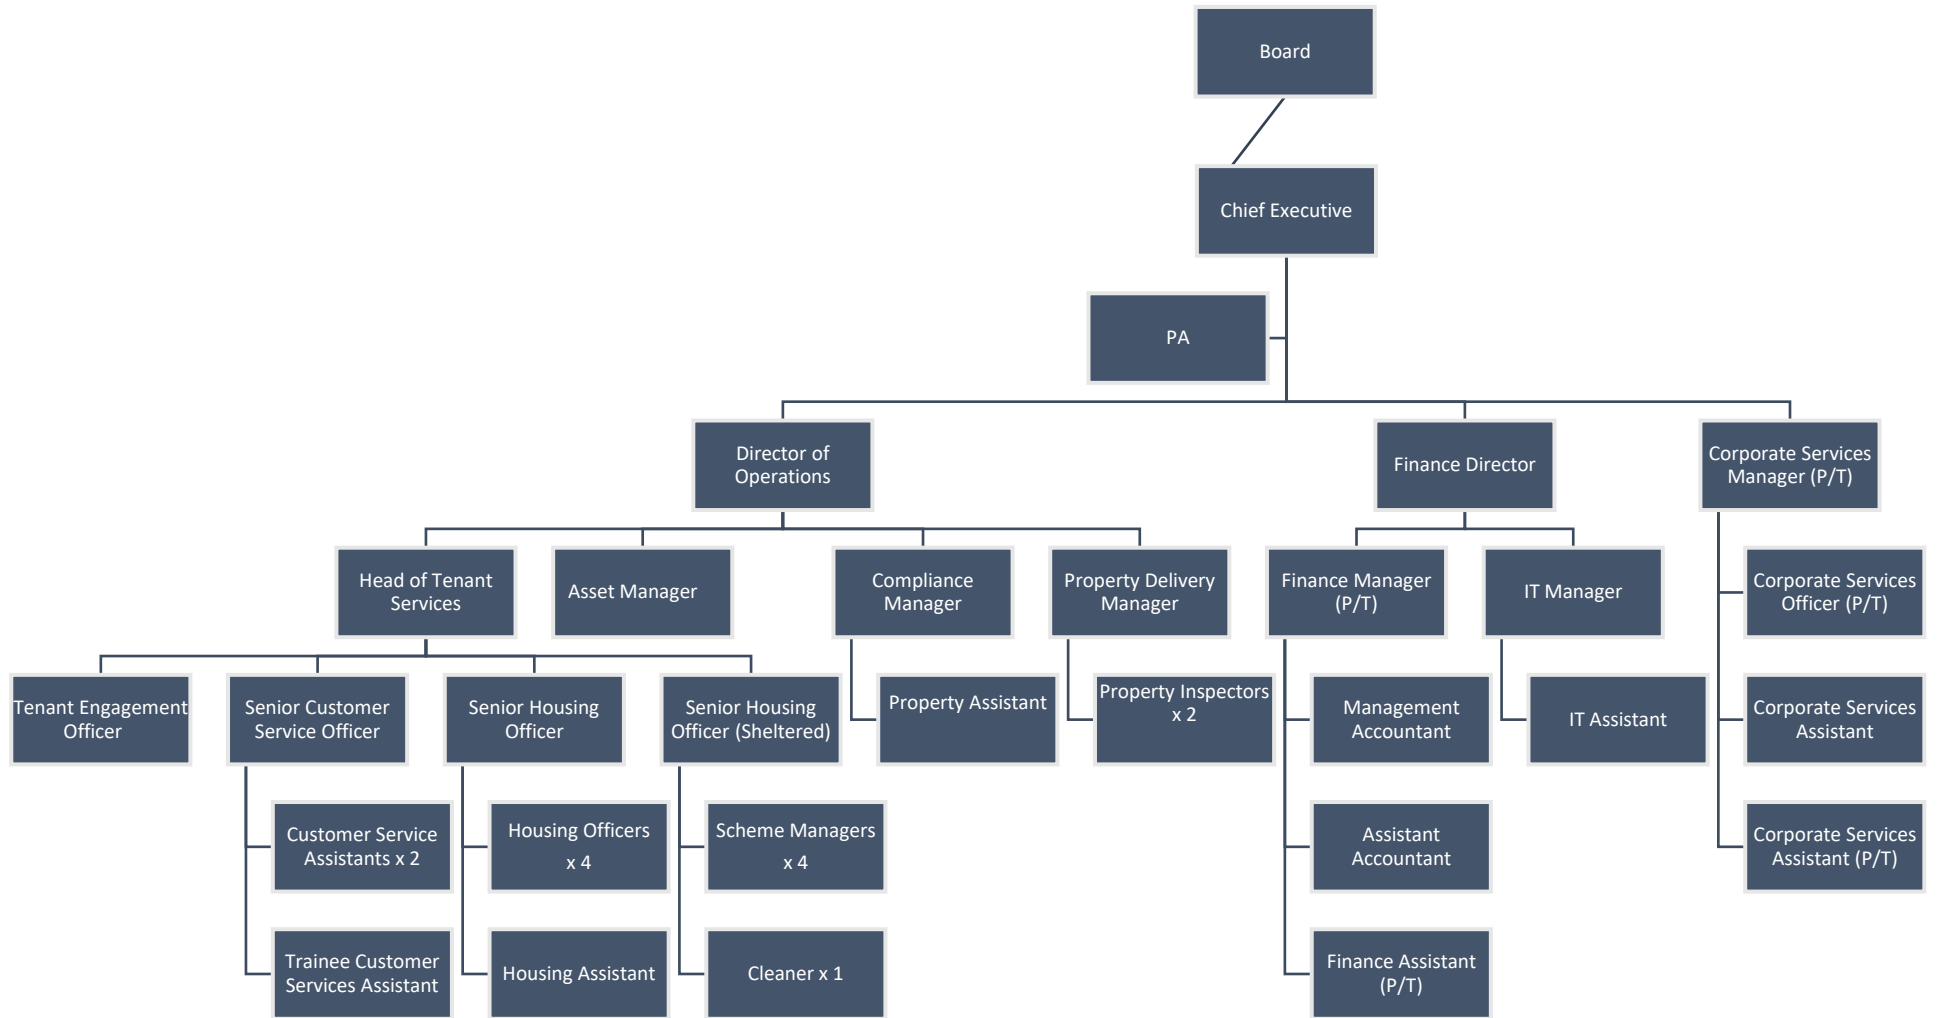 Board
Chief Executive
PA
Director of
Operations
Finance Director
Corporate Services
Manager (P/T)
Head of Tenant
Services
Asset Manager
Compliance
Manager
Property Delivery
Manager
Finance Manager
(P/T)
IT Manager
Corporate Services
Officer (P/T)
Tenant Engagement
Officer
Senior Customer
Service Officer
Senior Housing
Officer
Senior Housing
Officer (Sheltered)
Property Assistant
Property Inspectors
x 2
Management
Accountant
IT Assistant
Corporate Services
Assistant
Customer Service
Assistants x 2
Housing Officers
x 4
Scheme Managers
x 4
Assistant
Accountant
Corporate Services
Assistant (P/T)
Trainee Customer
Services Assistant
Housing Assistant
Cleaner x 1
Finance Assistant
(P/T)